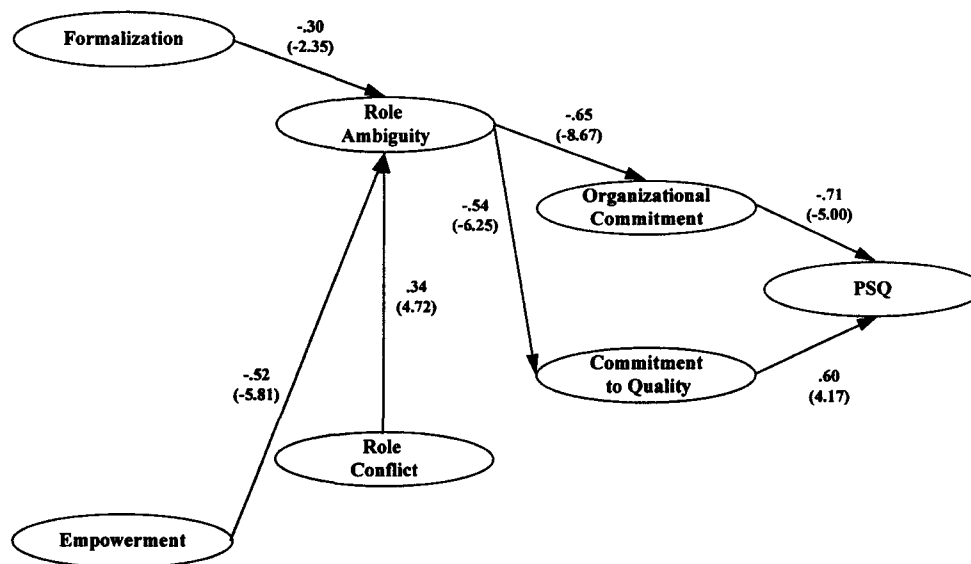 Formalization
-.30
(-2.35)
Role
Ambiguity
-.65
(-8.67)
Organizational
Commitment
-.71
(-5.00)
-.54
(-6.25)
PSQ
.34
(4.72)
Commitment
to Quality
.60
(4.17)
-.52
(-5.81)
Role
Conflict
Empowerment